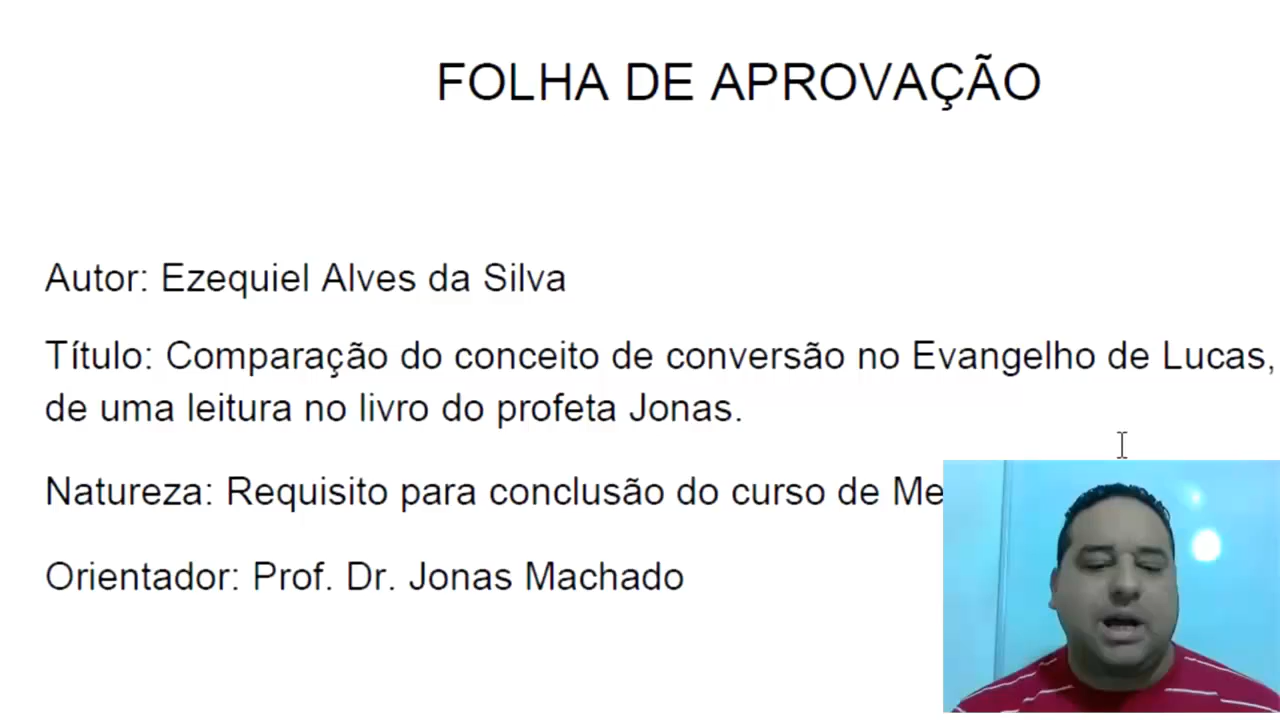 FOLHA DE APROVAÇÃO
Autor: Ezequiel Alves da Silva
Título: Comparação do conceito de conversão no Evangelho de Lucas,
de uma leitura no livro do profeta Jonas.
Natureza: Requisito para conclusão do curso de Me
Orientador: Prof. Dr. Jonas Machado